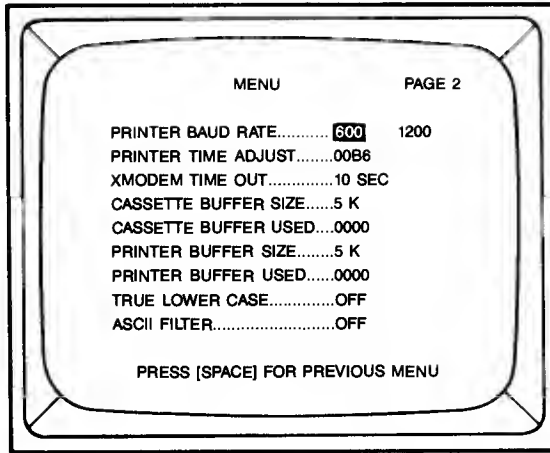 MENU PAGE 2
PRINTER BAUD RATE.......... 600 1200
PRINTER TIME ADJUST........00B6
XMODEM TIME OUT..............10 SEC
CASSETTE BUFFER SIZE......5 K
CASSETTE BUFFER USED....0000
PRINTER BUFFER SIZE........5 K
PRINTER BUFFER USED......0000
TRUE LOWER CASE..............OFF
ASCII FILTER..........................OFF
PRESS [SPACE] FOR PREVIOUS MENU